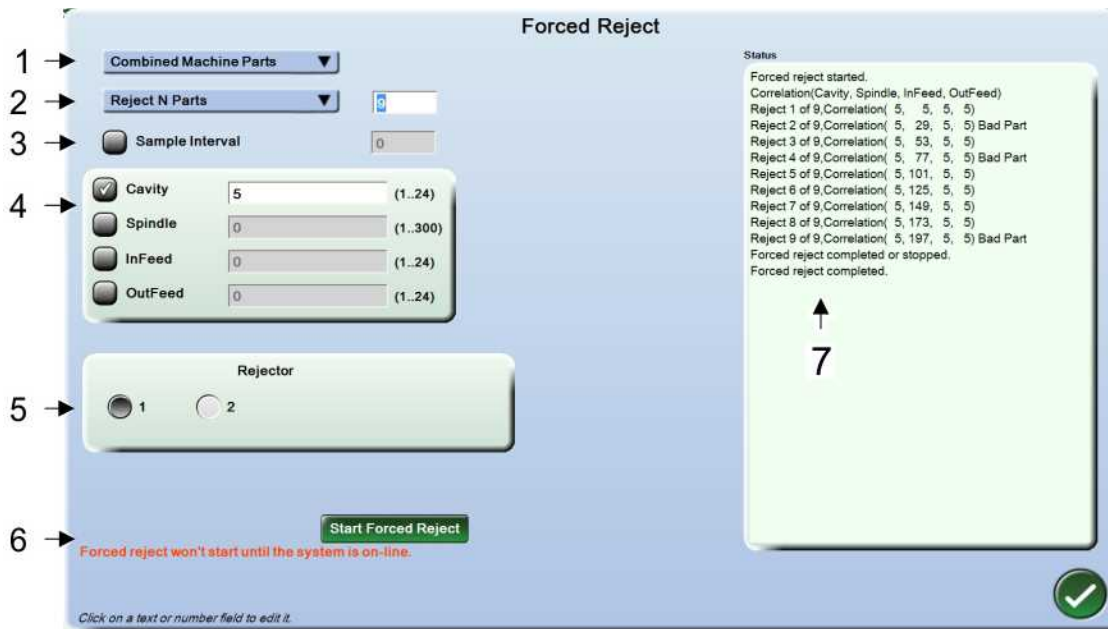 Forced Reject
1
Combined Machine Parts
2
Reject N Parts
9
3
Sample Interval
0
4
Cavity
5
(1..24)
Spindle
0
(1..300)
InFeed
0
(1..24)
OutFeed
0
(1..24)
5
Rejector
1
2
6
Start Forced Reject
Forced reject won't start until the system is on-line.
Click on a text or number field to edit it.
Status
Forced reject started.
Correlation(Cavity, Spindle, InFeed, OutFeed)
Reject 1 of 9,Correlation( 5, 5, 5, 5)
Reject 2 of 9,Correlation( 5, 29, 5, 5) Bad Part
Reject 3 of 9,Correlation( 5, 53, 5, 5)
Reject 4 of 9,Correlation( 5, 77, 5, 5) Bad Part
Reject 5 of 9,Correlation( 5, 101, 5, 5)
Reject 6 of 9,Correlation( 5, 125, 5, 5)
Reject 7 of 9,Correlation( 5, 149, 5, 5)
Reject 8 of 9,Correlation( 5, 173, 5, 5)
Reject 9 of 9,Correlation( 5, 197, 5, 5) Bad Part
Forced reject completed or stopped.
Forced reject completed.
7